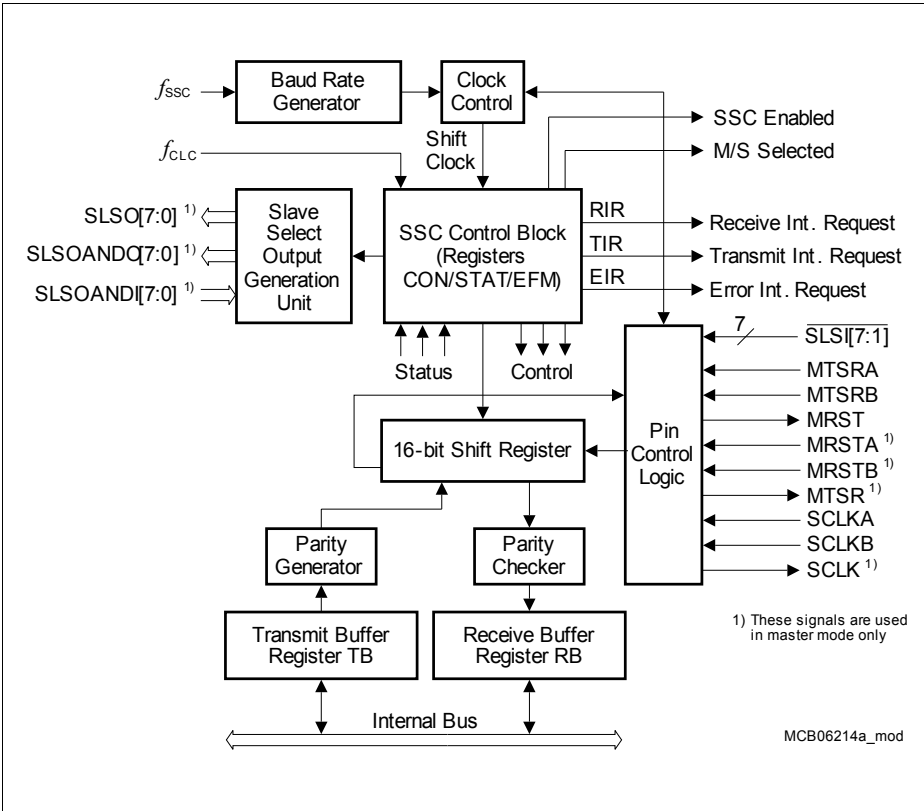 fSSC
Baud Rate
Generator
Clock
Control
SSC Enabled
M/S Selected
fCLC
Shift
Clock
SLSO[7:0] 1)
SLSOANDO[7:0] 1)
SLSOANDI[7:0] 1)
Slave
Select
Output
Generation
Unit
SSC Control Block
(Registers
CON/STAT/EFM)
RIR
TIR
EIR
Receive Int. Request
Transmit Int. Request
Error Int. Request
Status
Control
7
SLSI[7:1]
MTSRA
MTSRB
MRST
MRSTA 1)
MRSTB 1)
MTSR 1)
SCLKA
SCLKB
SCLK 1)
Pin
Control
Logic
16-bit Shift Register
Parity
Generator
Parity
Checker
Transmit Buffer
Register TB
Receive Buffer
Register RB
1) These signals are used
in master mode only
Internal Bus
MCB06214a_mod